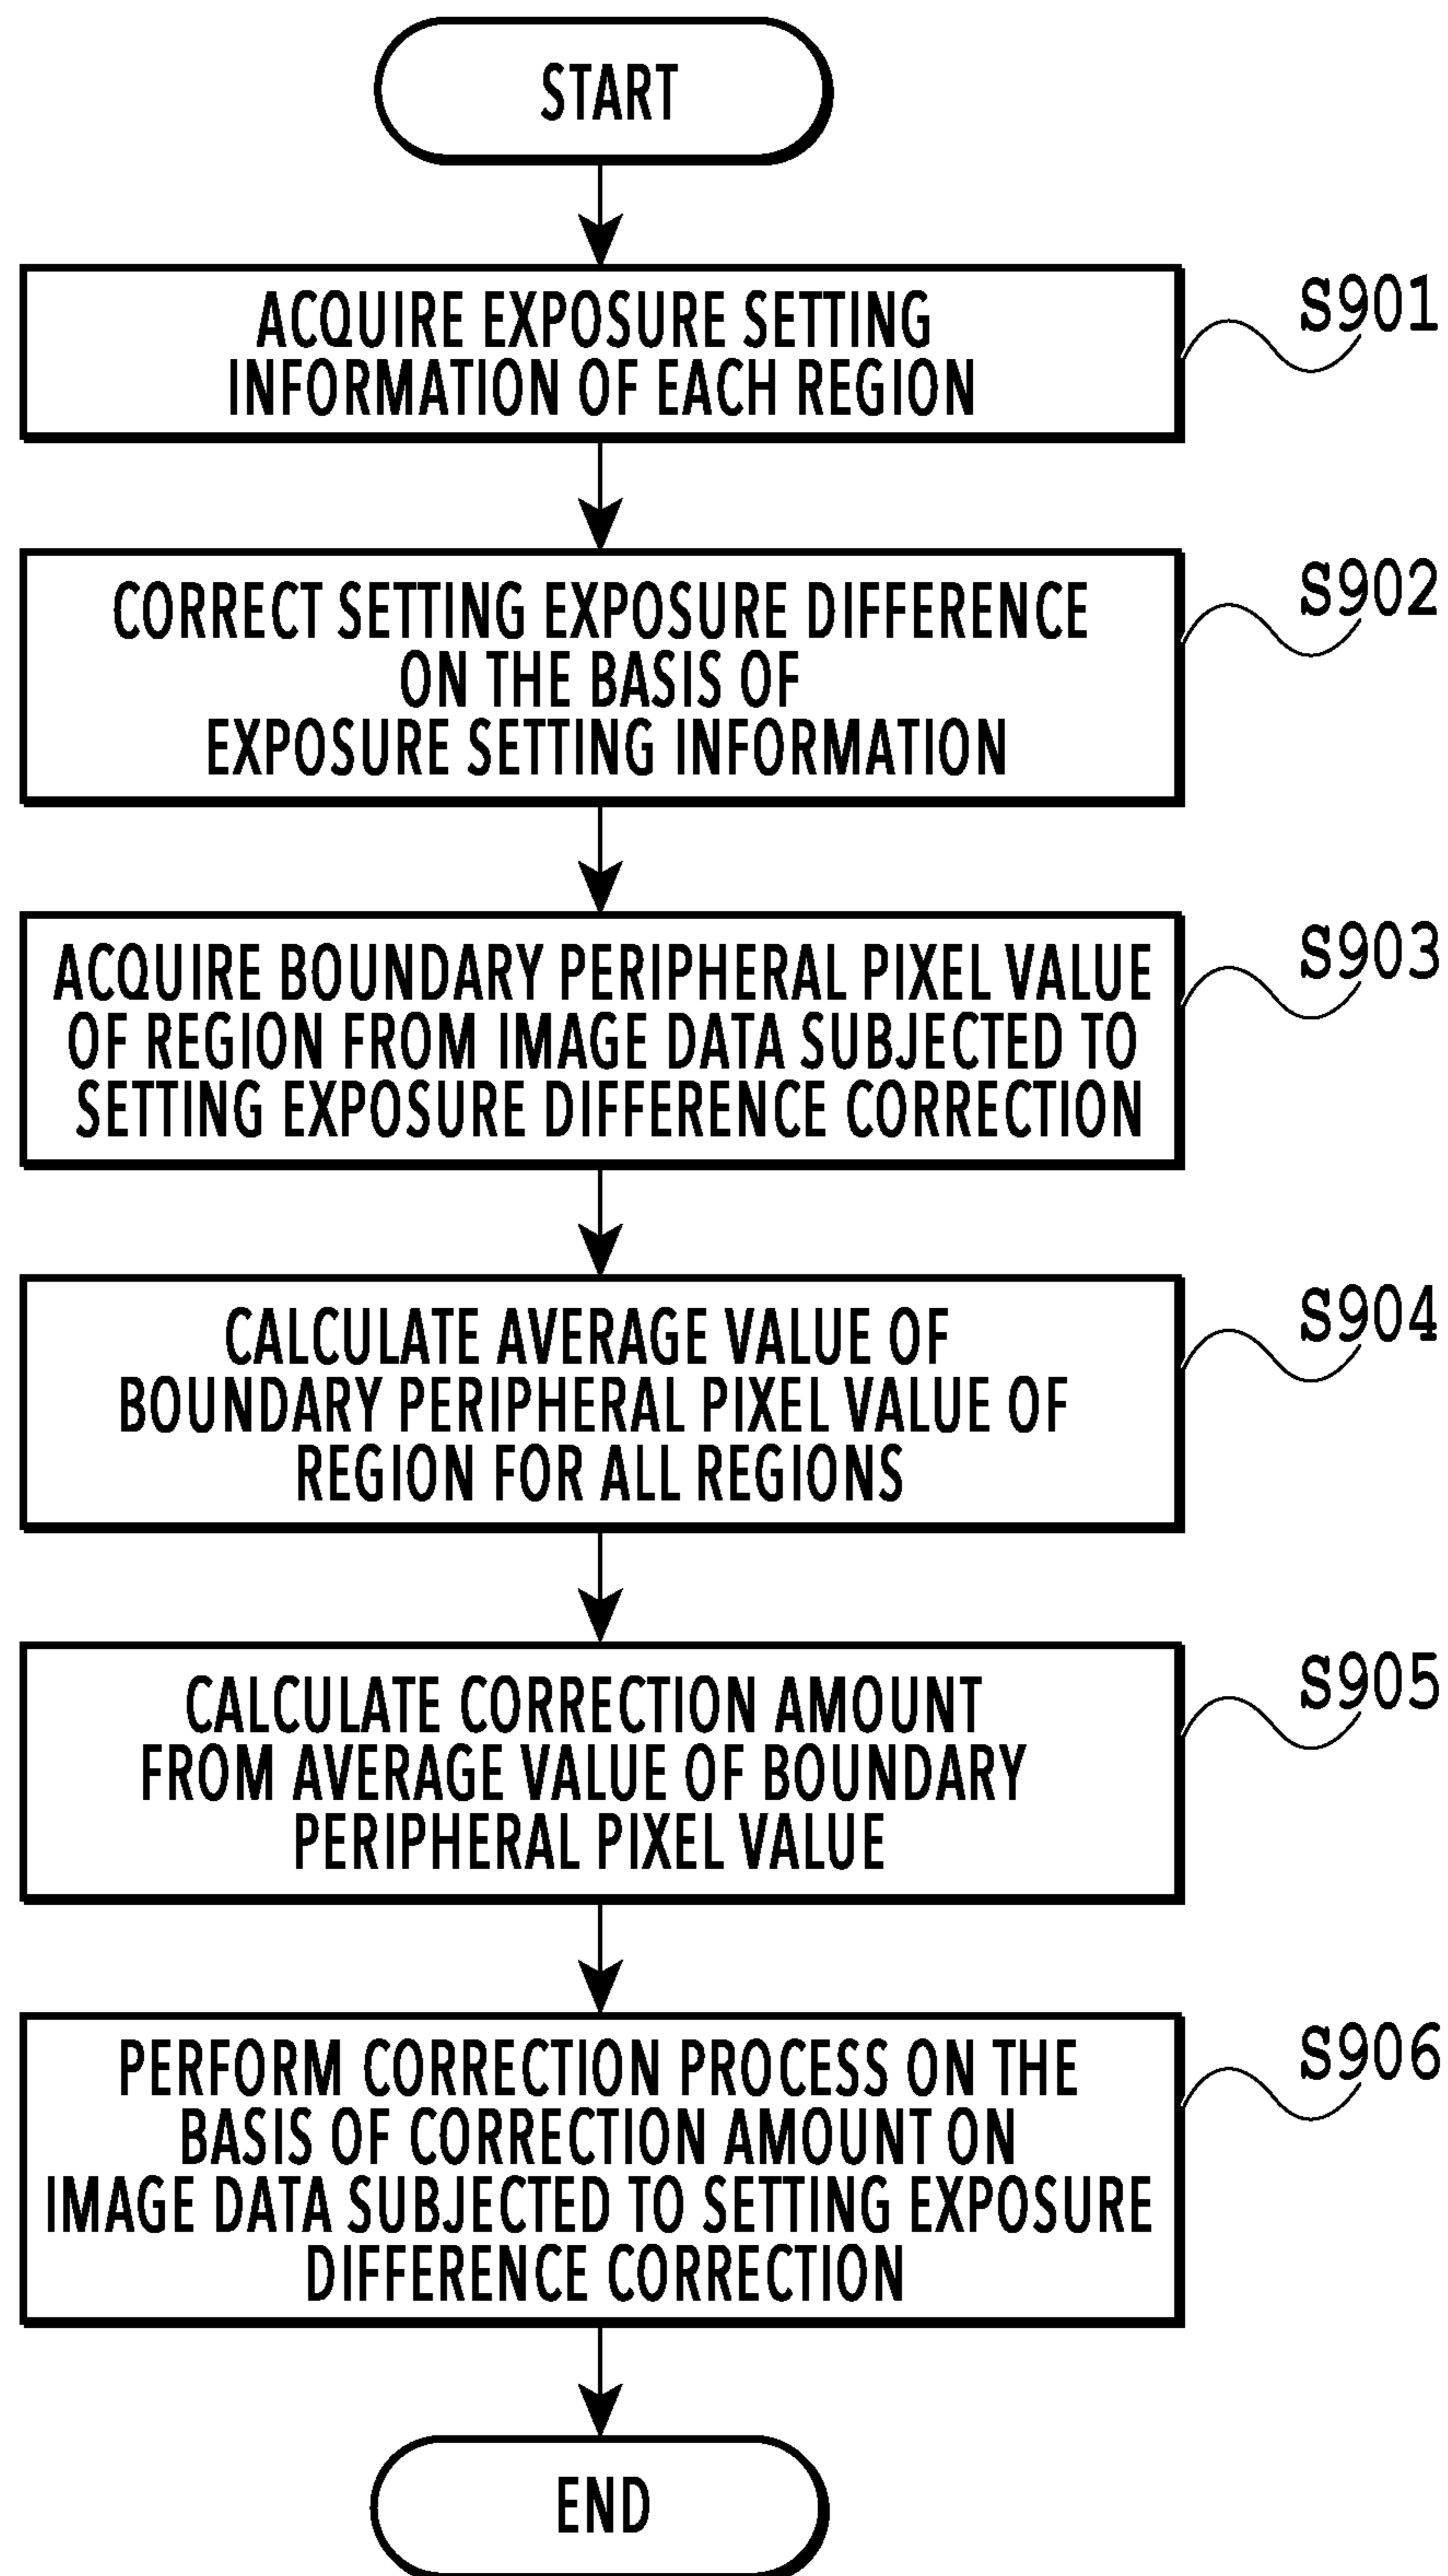 START
ACQUIRE EXPOSURE SETTING
INFORMATION OF EACH REGION
S901
CORRECT SETTING EXPOSURE DIFFERENCE
ON THE BASIS OF
EXPOSURE SETTING INFORMATION
S902
ACQUIRE BOUNDARY PERIPHERAL PIXEL VALUE
OF REGION FROM IMAGE DATA SUBJECTED TO
SETTING EXPOSURE DIFFERENCE CORRECTION
S903
CALCULATE AVERAGE VALUE OF
BOUNDARY PERIPHERAL PIXEL VALUE OF
REGION FOR ALL REGIONS
S904
CALCULATE CORRECTION AMOUNT
FROM AVERAGE VALUE OF BOUNDARY
PERIPHERAL PIXEL VALUE
S905
PERFORM CORRECTION PROCESS ON THE
BASIS OF CORRECTION AMOUNT ON
IMAGE DATA SUBJECTED TO SETTING EXPOSURE
DIFFERENCE CORRECTION
S906
END